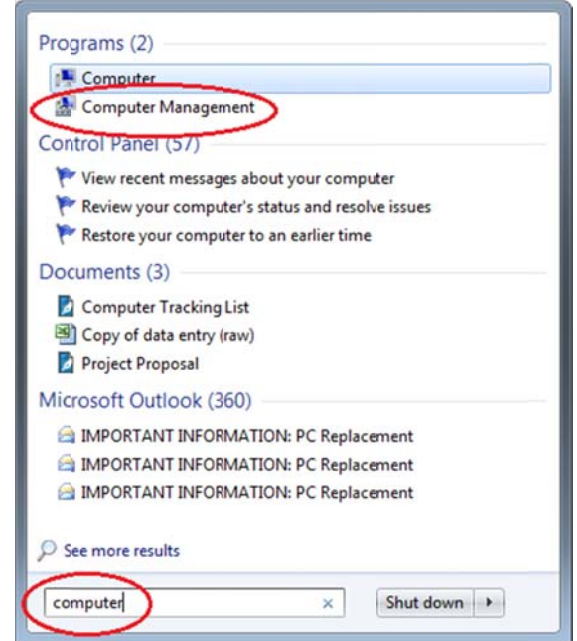 Programs (2)
Computer
Computer Management
Control Panel (57)
View recent messages about your computer
Review your computer's status and resolve issues
Restore your computer to an earlier time
Documents (3)
Computer Tracking List
Copy of data entry (raw)
Project Proposal
Microsoft Outlook (360)
IMPORTANT INFORMATION: PC Replacement
IMPORTANT INFORMATION: PC Replacement
IMPORTANT INFORMATION: PC Replacement
See more results
computer
Shut down